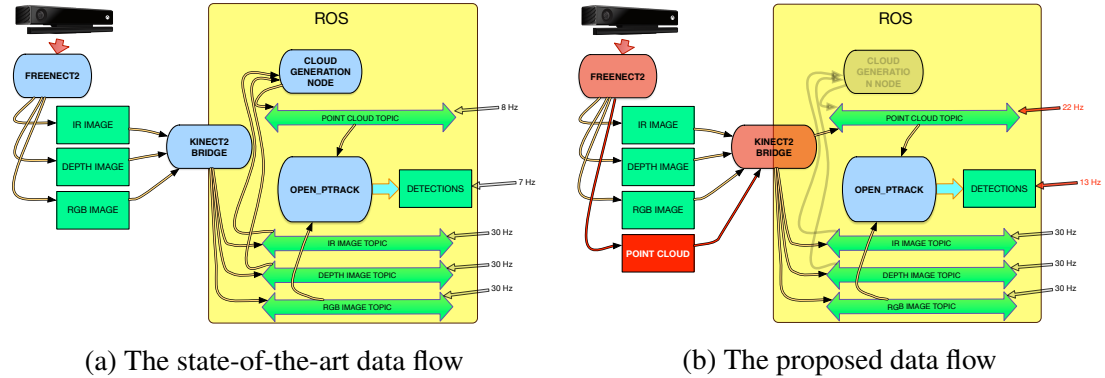 ROS
FREENECT2
CLOUD
GENERATION
NODE
IR IMAGE
DEPTH IMAGE
RGB IMAGE
KINECT2
BRIDGE
POINT CLOUD TOPIC
8 Hz
OPEN_PTRACK
DETECTIONS
7 Hz
IR IMAGE TOPIC
30 Hz
DEPTH IMAGE TOPIC
30 Hz
RGB IMAGE TOPIC
30 Hz
(a) The state-of-the-art data flow
ROS
FREENECT2
CLOUD
GENERATIO
N NODE
IR IMAGE
DEPTH IMAGE
RGB IMAGE
POINT CLOUD
KINECT2
BRIDGE
POINT CLOUD TOPIC
22 Hz
OPEN_PTRACK
DETECTIONS
13 Hz
IR IMAGE TOPIC
30 Hz
DEPTH IMAGE TOPIC
30 Hz
RGB IMAGE TOPIC
30 Hz
(b) The proposed data flow